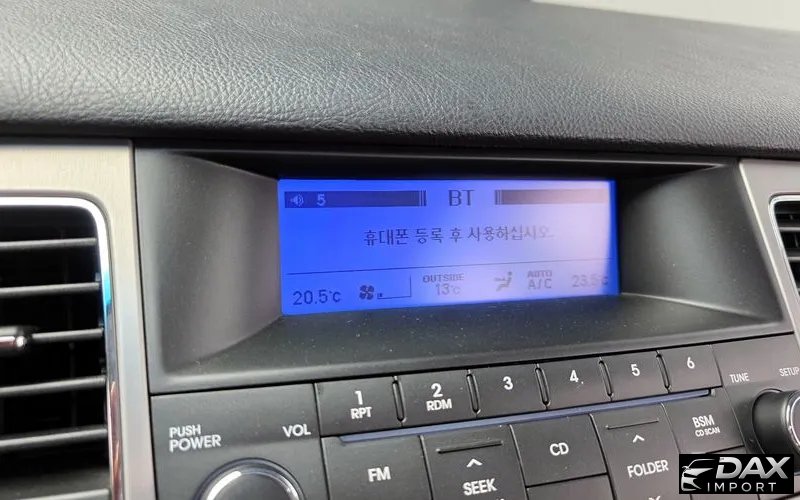 5 BT
휴대폰 등록 후 사용하십시오.
20.5°c OUTSIDE 13°c AUTO A/C 23.5°c
1 RPT 2 RDM 3 4 5 6
TUNE SETUP
PUSH POWER VOL
FM SEEK CD FOLDER BSM CD SCAN
DAX
IMPORT